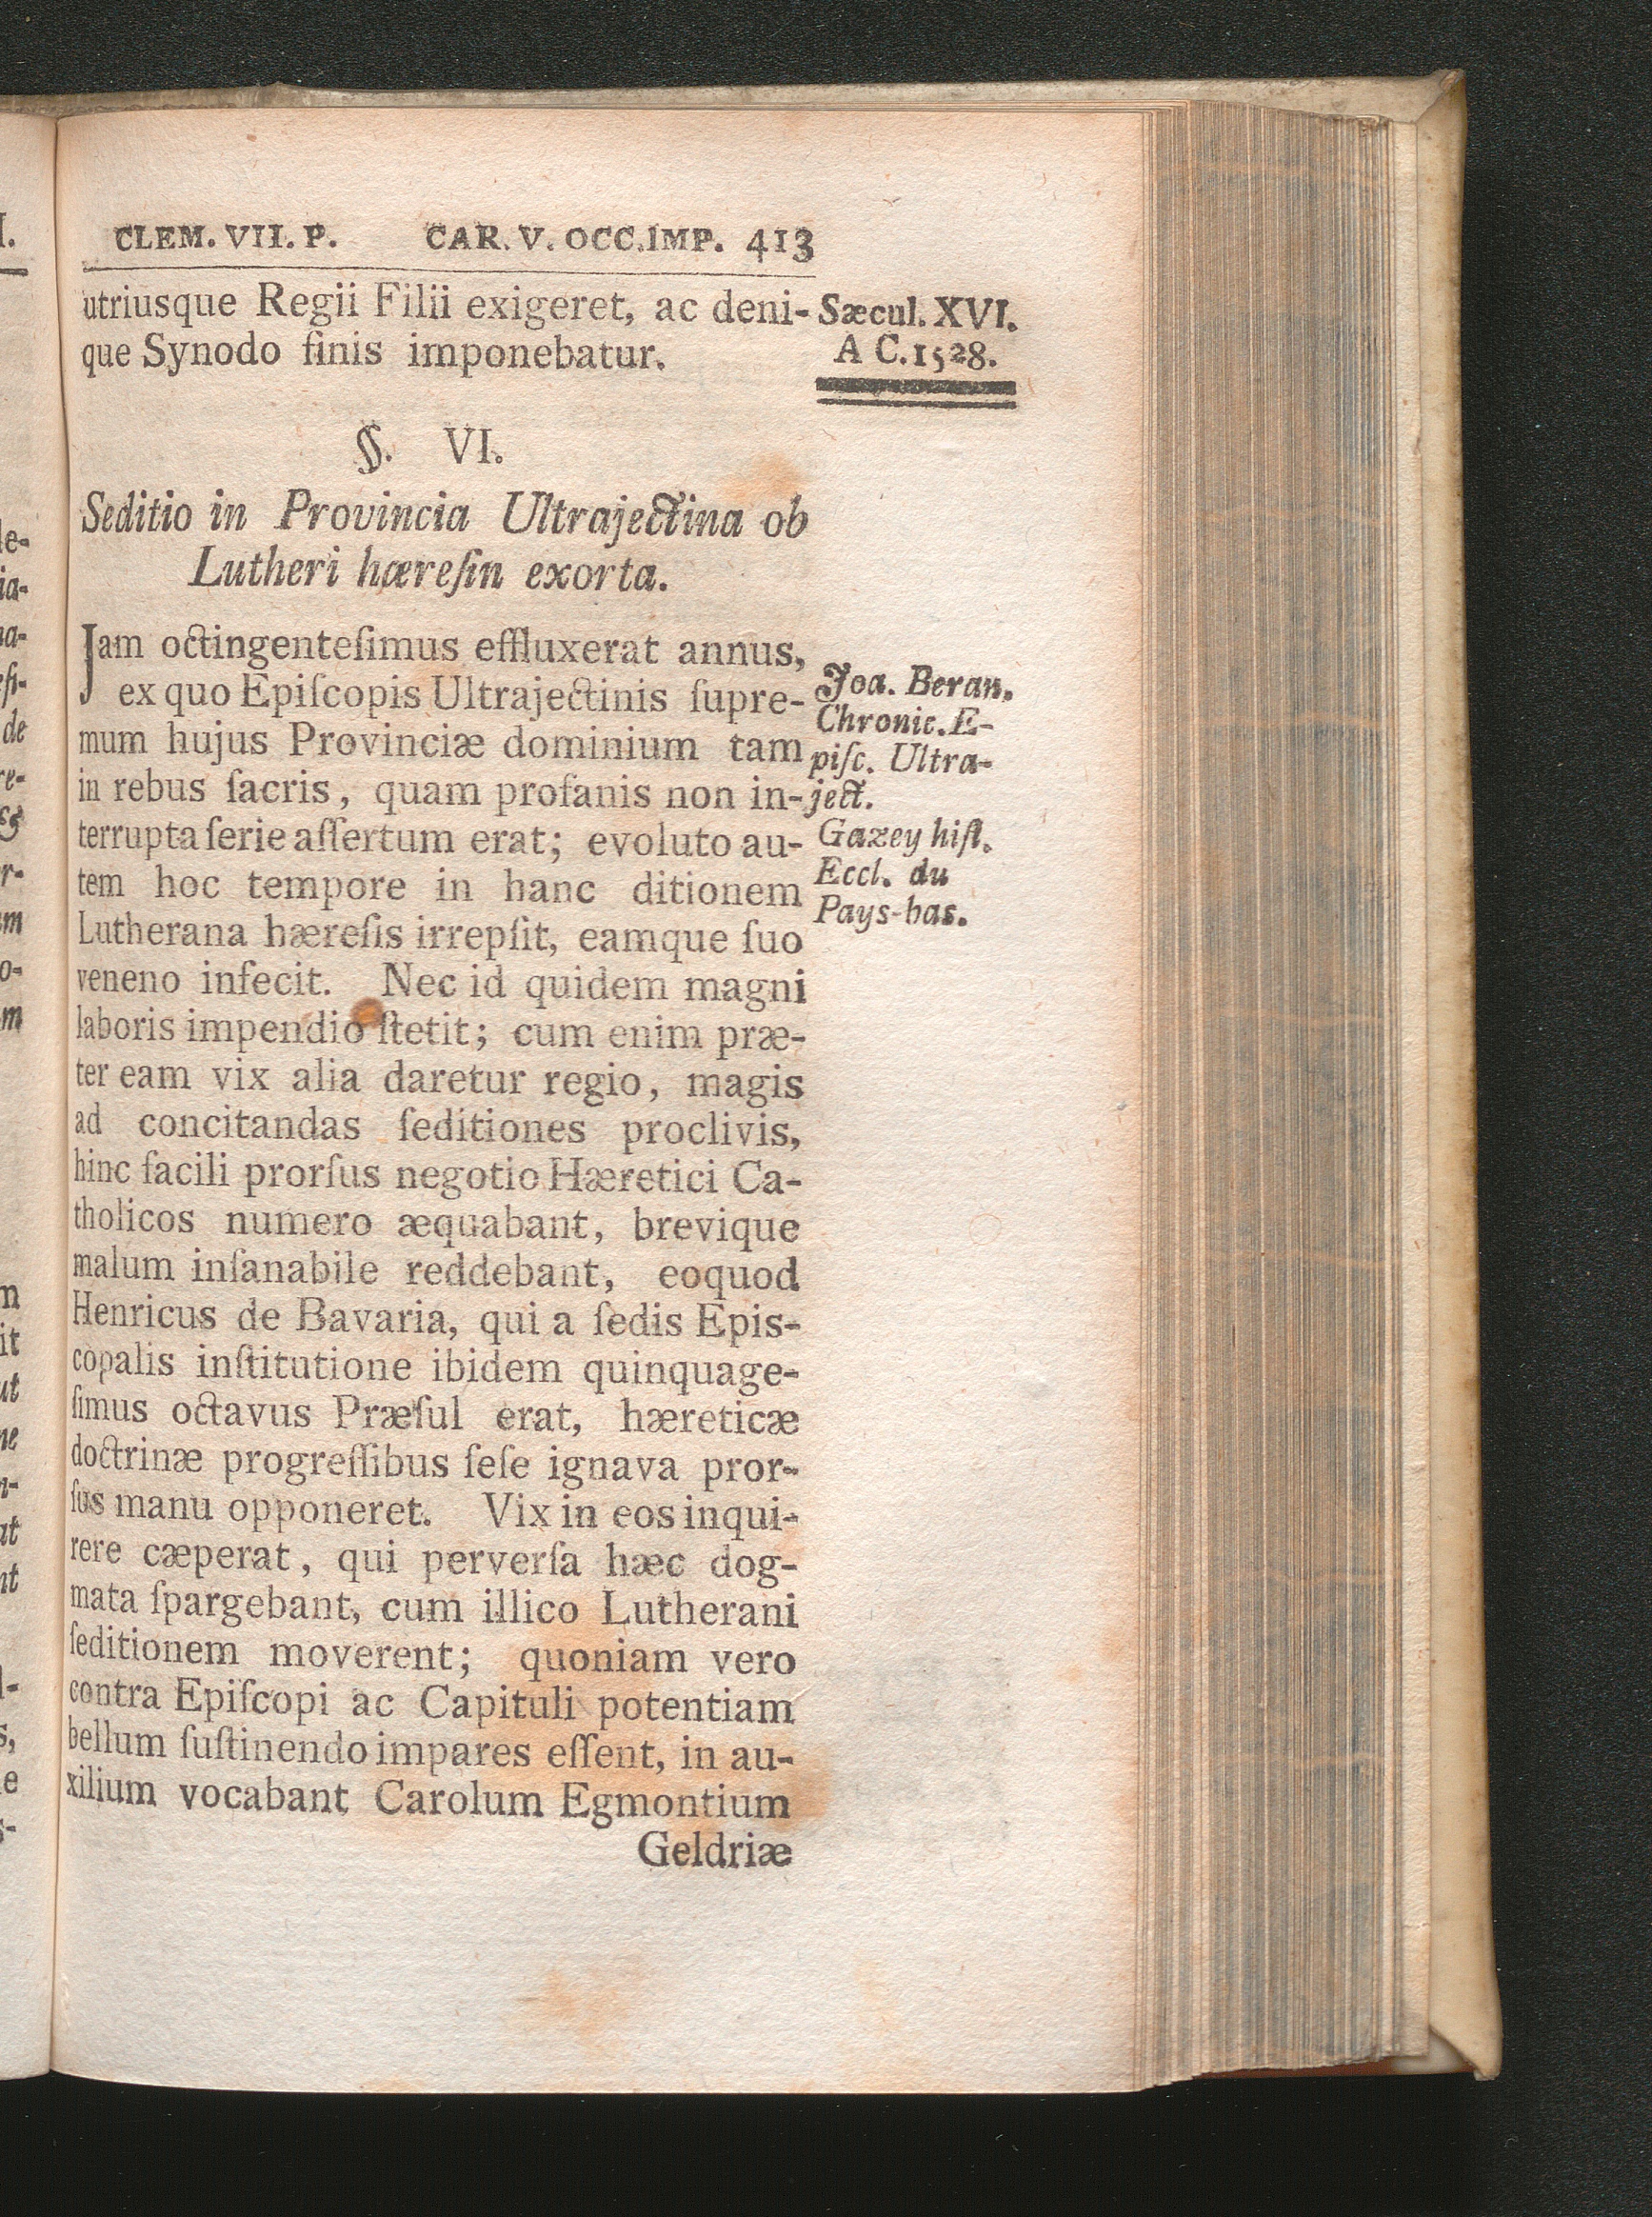 CLEM. VII. P. CAR. V. OCC. IMP. 413
utriusque Regii Filii exigeret, ac deni-
que Synodo finis imponebatur.
Sæcul. XVI.
A C. 1528.
§. VI.
Seditio in Provincia Ultrajectina ob
Lutheri hæreſin exorta.
Jam octingenteſimus effluxerat annus,
ex quo Epiſcopis Ultrajectinis ſupre-
mum hujus Provinciæ dominium tam
in rebus ſacris, quam profanis non in-
terrupta ſerie aſſertum erat; evoluto au-
tem hoc tempore in hanc ditionem
Lutherana hæreſis irrepſit, eamque ſuo
veneno infecit. Nec id quidem magni
laboris impendio ſtetit; cum enim præ-
ter eam vix alia daretur regio, magis
ad concitandas ſeditiones proclivis,
hinc facili prorſus negotio Hæretici Ca-
tholicos numero æquabant, brevique
malum inſanabile reddebant, eoquod
Henricus de Bavaria, qui a ſedis Epis-
copalis inſtitutione ibidem quinquage-
ſimus octavus Præſul erat, hæreticæ
doctrinæ progreſſibus ſeſe ignava pror-
ſus manu opponeret. Vix in eos inqui-
rere cæperat, qui perverſa hæc dog-
mata ſpargebant, cum illico Lutherani
ſeditionem moverent; quoniam vero
contra Epiſcopi ac Capituli potentiam
bellum ſuſtinendo impares eſſent, in au-
xilium vocabant Carolum Egmontium
Geldriæ
Joa. Beran.
Chronic. E-
piſc. Ultra-
ject.
Gazey hiſt.
Eccl. du
Pays-bas.